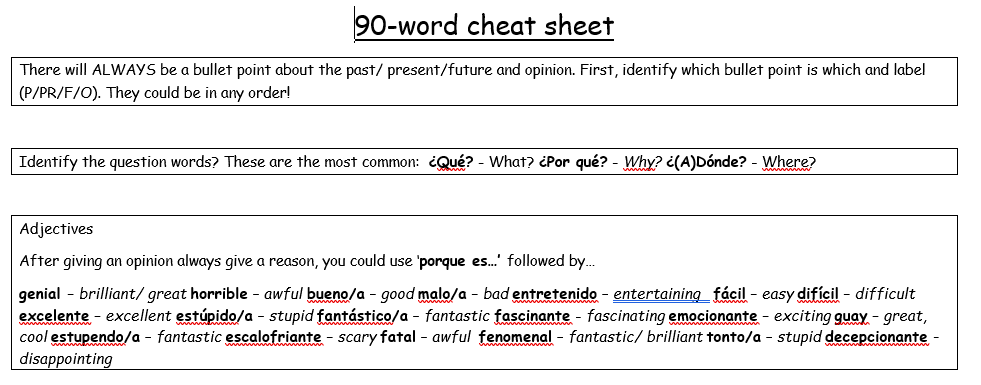 90-word cheat sheet
There will ALWAYS be a bullet point about the past/ present/future and opinion. First, identify which bullet point is which and label
(P/PR/F/O). They could be in any order!
Identify the question words? These are the most common: ¿Qué? - What? ¿Por qué? - Why? ¿(A)Dónde? - Where?
Adjectives
After giving an opinion always give a reason, you could use ‘porque es…’ followed by…
genial – brilliant/ great horrible – awful bueno/a – good malo/a – bad entretenido – entertaining fácil – easy difícil – difficult
excelente – excellent estúpido/a – stupid fantástico/a – fantastic fascinante – fascinating emocionante – exciting guay – great,
cool estupendo/a – fantastic escalofriante – scary fatal – awful fenomenal – fantastic/ brilliant tonto/a – stupid decepcionante –
disappointing